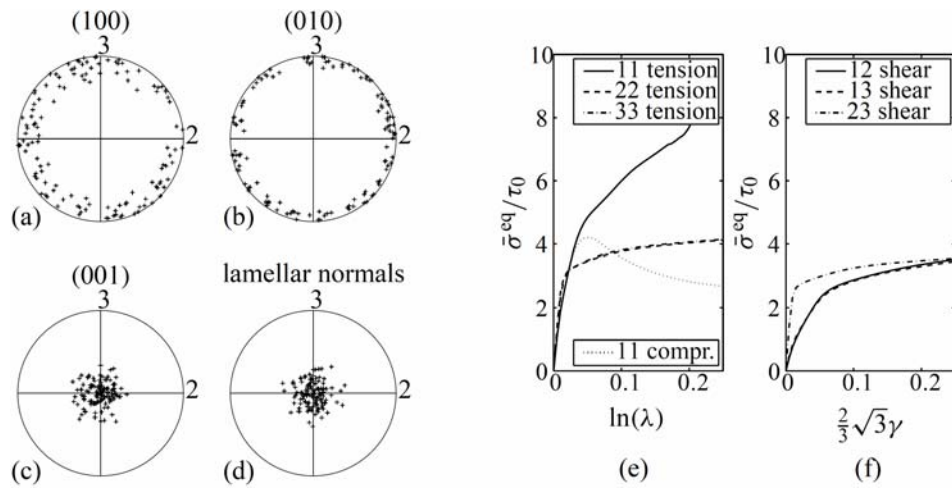 (100)
3
2
(a)
(010)
3
2
(b)
(001)
3
2
(c)
lamellar normals
3
2
(d)
10
8
6
4
2
0
σ̄^eq/τ₀
11 tension
22 tension
33 tension
11 compr.
0
0.1
0.2
ln(λ)
(e)
10
8
6
4
2
0
σ̄^eq/τ₀
12 shear
13 shear
23 shear
0
0.1
0.2
2/3 √3γ
(f)